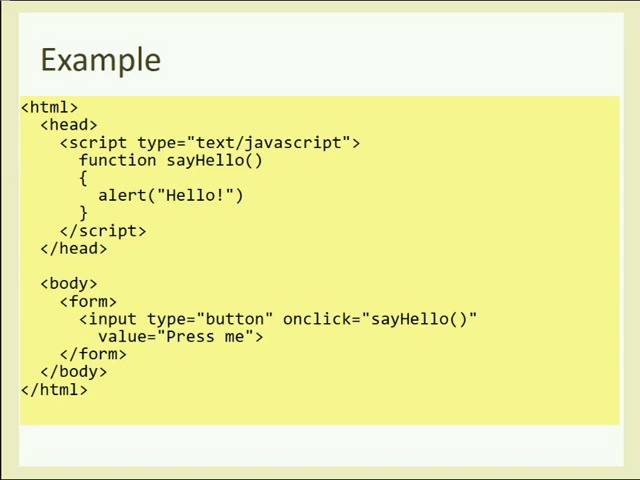 Example
<html>
<head>
<script type="text/javascript">
function sayHello()
{
alert("Hello!")
}
</script>
</head>
<body>
<form>
<input type="button" onclick="sayHello()"
value="Press me">
</form>
</body>
</html>